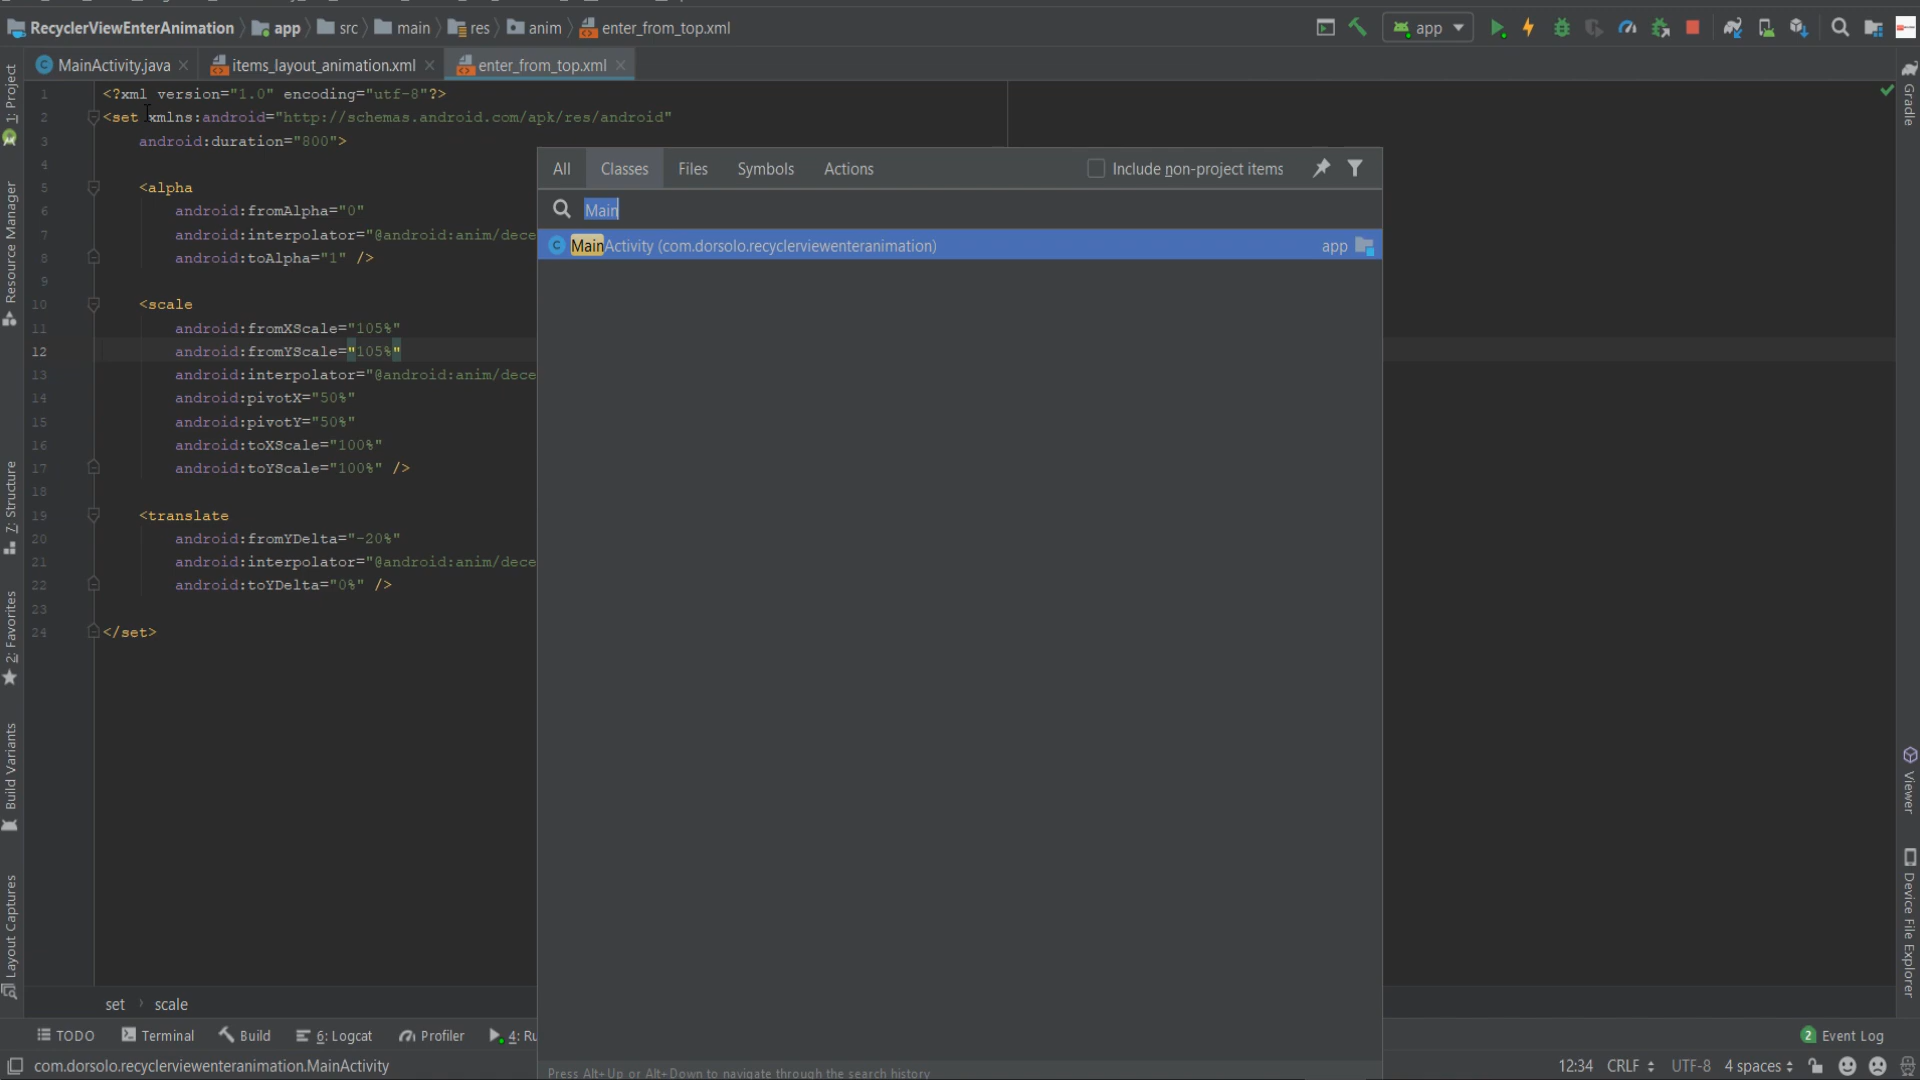 RecyclerViewEnterAnimation app src main res anim enter_from_top.xml app
MainActivity.java items_layout_animation.xml enter_from_top.xml
1 <?xml version="1.0" encoding="utf-8"?>
2 <set xmlns:android="http://schemas.android.com/apk/res/android"
3 android:duration="800">
4
5 <alpha
6 android:fromAlpha="0"
7 android:interpolator="@android:anim/dece
8 android:toAlpha="1" />
9
10 <scale
11 android:fromXScale="105%"
12 android:fromYScale="105%"
13 android:interpolator="@android:anim/dece
14 android:pivotX="50%"
15 android:pivotY="50%"
16 android:toXScale="100%"
17 android:toYScale="100%" />
18
19 <translate
20 android:fromYDelta="-20%"
21 android:interpolator="@android:anim/dece
22 android:toYDelta="0%" />
23
24 </set>
All Classes Files Symbols Actions Include non-project items
Main
MainActivity (com.dorsolo.recyclerviewenteranimation) app
Press Alt+Up or Alt+Down to navigate through the search history
1: Project
Resource Manager
7: Structure
2: Favorites
Build Variants
Layout Captures
Gradle
Viewer
Device File Explorer
set scale
TODO Terminal Build 6: Logcat Profiler 4: Ru 2 Event Log
com.dorsolo.recyclerviewenteranimation.MainActivity 12:34 CRLF UTF-8 4 spaces